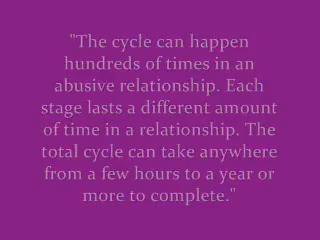 "The cycle can happen
hundreds of times in an
abusive relationship. Each
stage lasts a different amount
of time in a relationship. The
total cycle can take anywhere
from a few hours to a year or
more to complete."